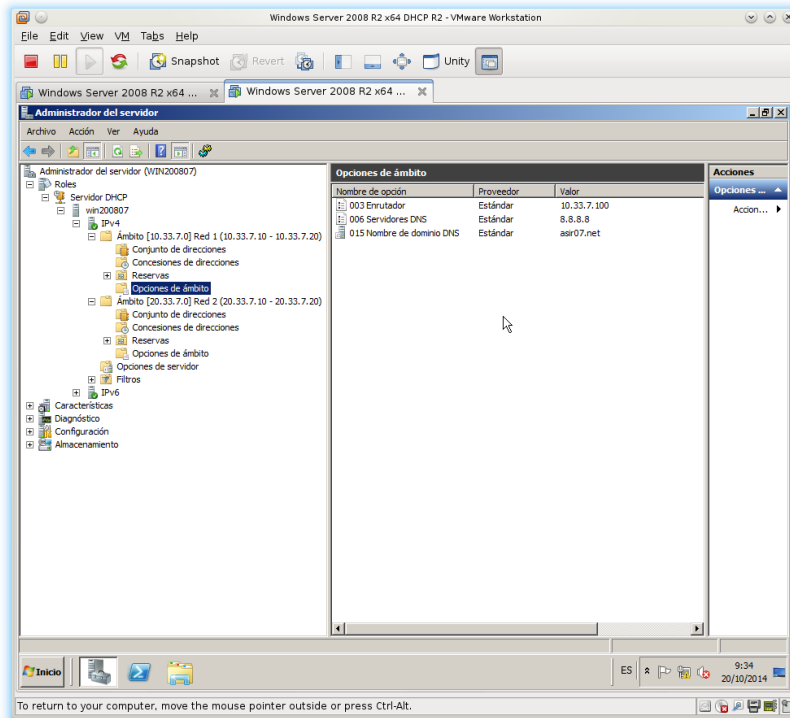 Windows Server 2008 R2 x64 DHCP R2 - VMware Workstation
File Edit View VM Tabs Help
Snapshot Revert Unity
Windows Server 2008 R2 x64 ... Windows Server 2008 R2 x64 ...
Administrador del servidor
Archivo Acción Ver Ayuda
Administrador del servidor (WIN200807)
Roles
Servidor DHCP
win200807
IPv4
Ámbito [10.33.7.0] Red 1 (10.33.7.10 - 10.33.7.20)
Conjunto de direcciones
Concesiones de direcciones
Reservas
Opciones de ámbito
Ámbito [20.33.7.0] Red 2 (20.33.7.10 - 20.33.7.20)
Conjunto de direcciones
Concesiones de direcciones
Reservas
Opciones de ámbito
Opciones de servidor
Filtros
IPv6
Características
Diagnóstico
Configuración
Almacenamiento
Opciones de ámbito
Nombre de opción Proveedor Valor
003 Enrutador Estándar 10.33.7.100
006 Servidores DNS Estándar 8.8.8.8
015 Nombre de dominio DNS Estándar asir07.net
Acciones
Opciones ...
Accion...
Inicio
ES
9:34
20/10/2014
To return to your computer, move the mouse pointer outside or press Ctrl-Alt.